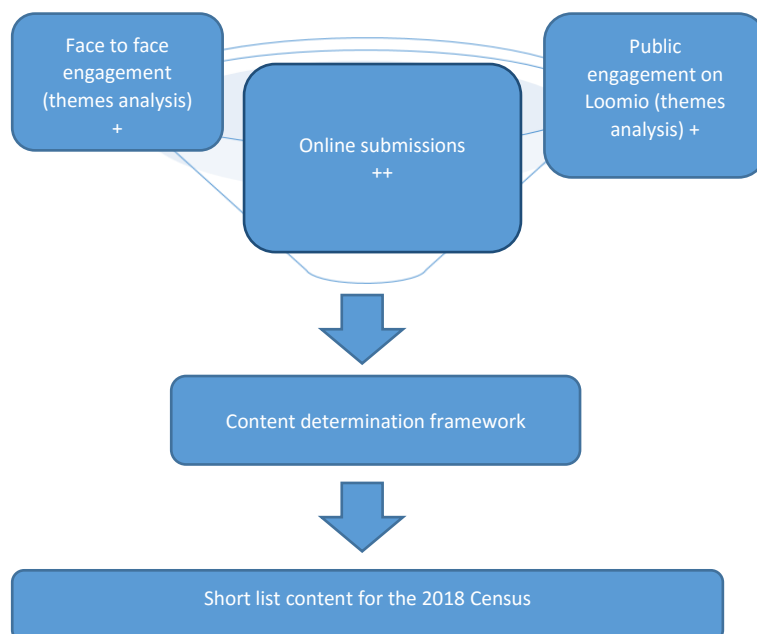 Face to face
engagement
(themes analysis)
+
Public
engagement on
Loomio (themes
analysis) +
Online submissions
++
Content determination framework
Short list content for the 2018 Census